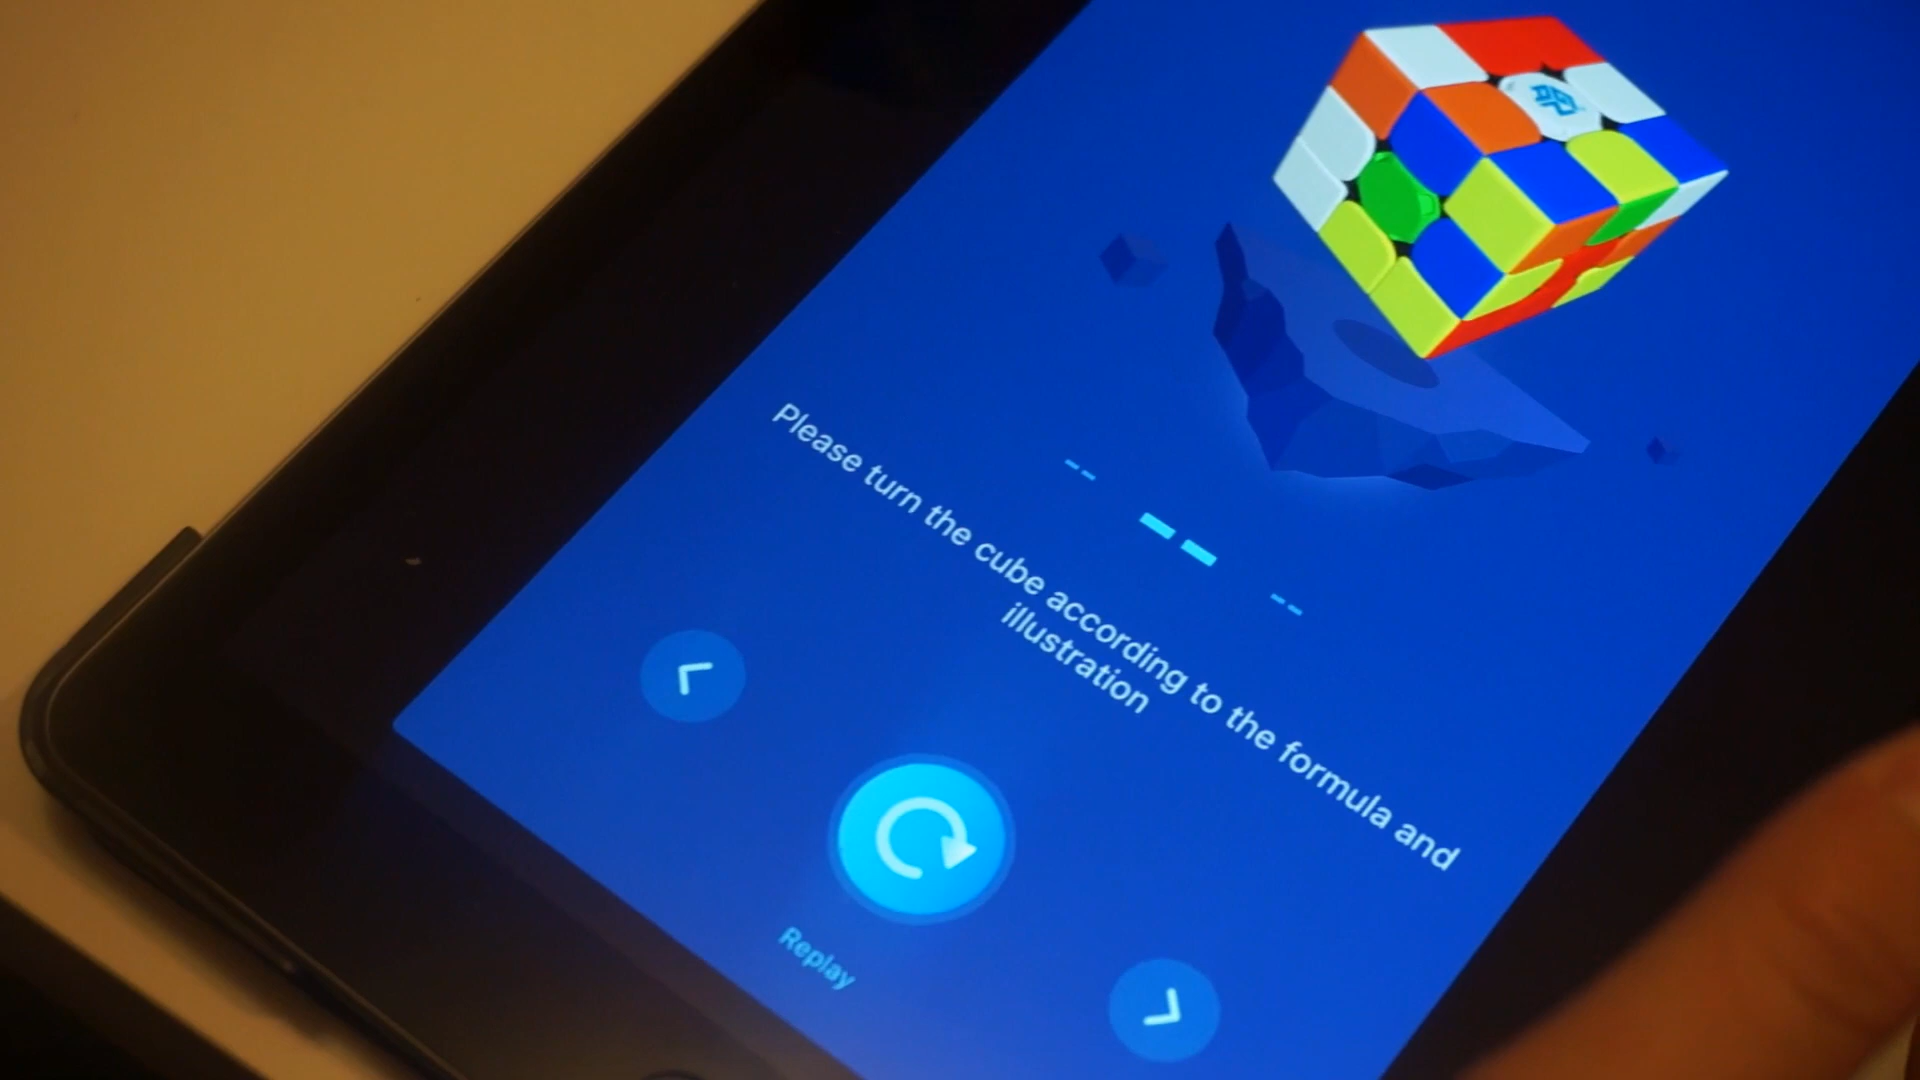 Please turn the cube according to the formula and
illustration
Replay